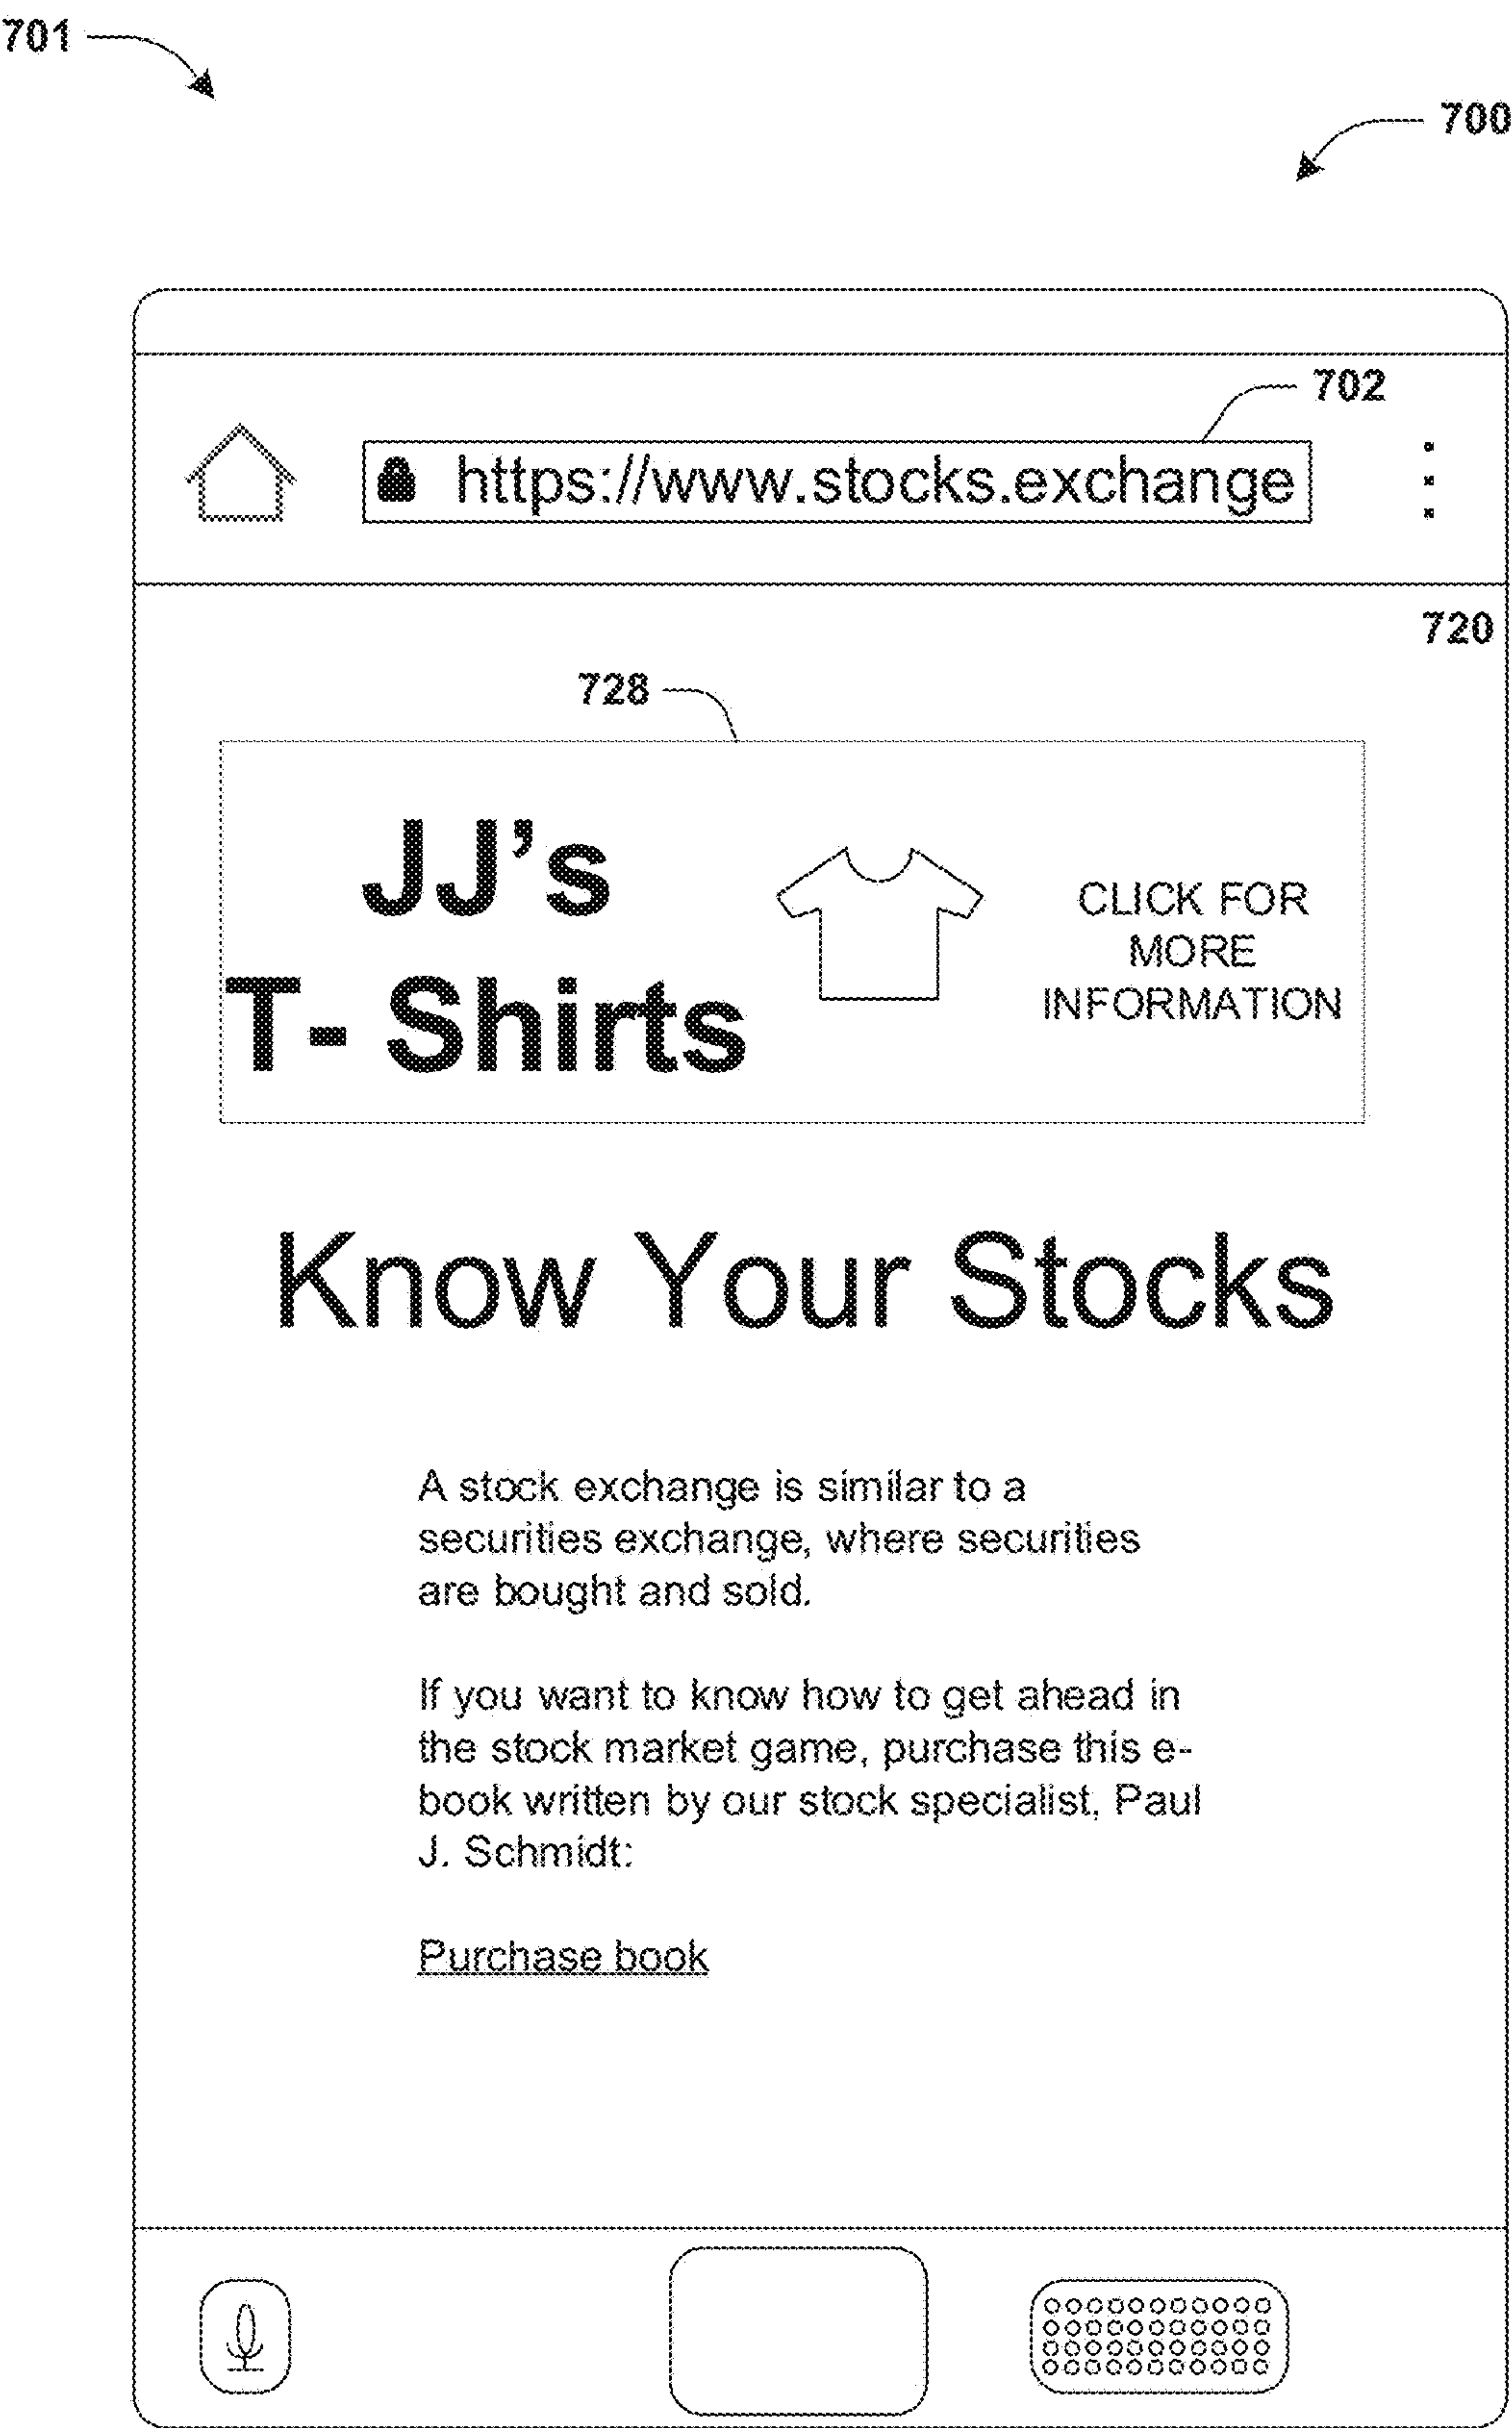 701
700
702
https://www.stocks.exchange
720
728
JJ’s
T- Shirts
CLICK FOR
MORE
INFORMATION
Know Your Stocks
A stock exchange is similar to a
securities exchange, where securities
are bought and sold.
If you want to know how to get ahead in
the stock market game, purchase this e-
book written by our stock specialist, Paul
J. Schmidt:
Purchase book